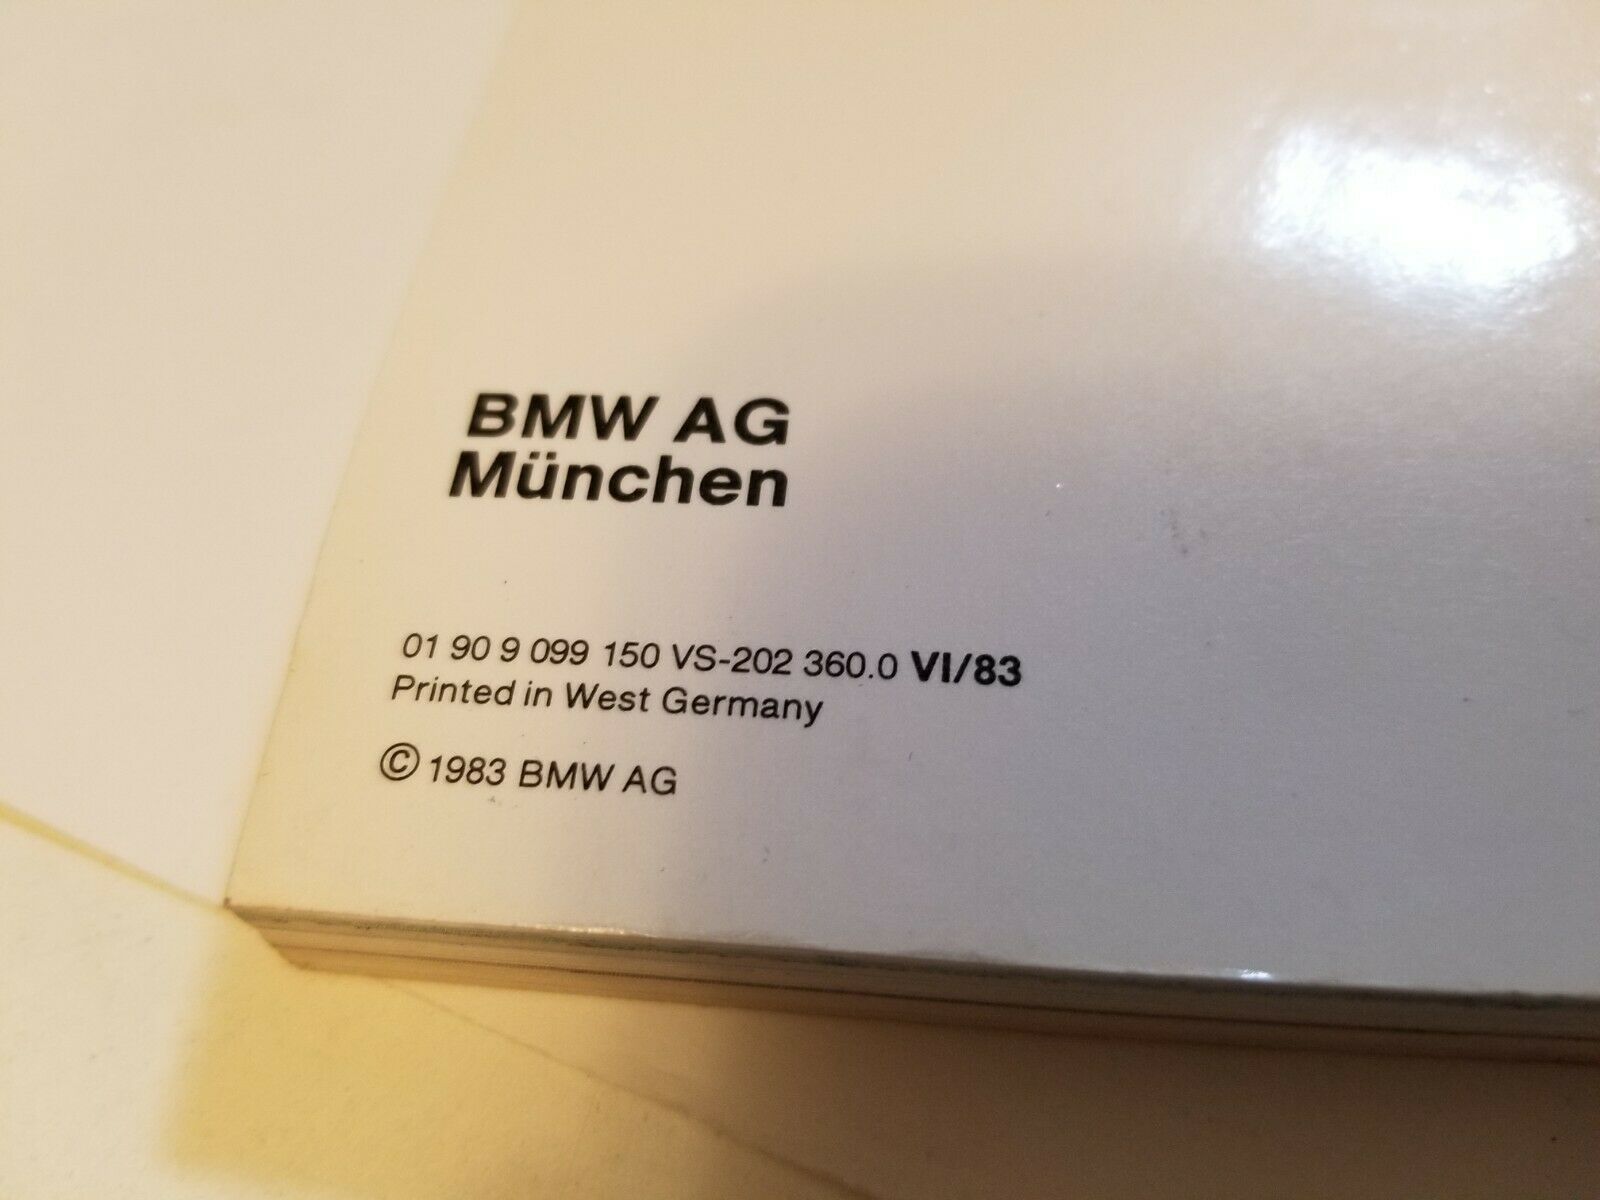 BMW AG
München
01 90 9 099 150 VS-202 360.0 VI/83
Printed in West Germany
© 1983 BMW AG